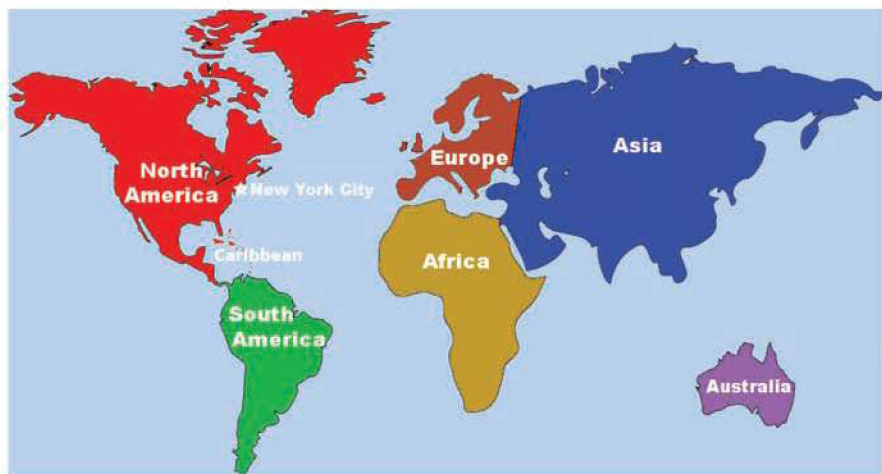 North
America
New York City
Caribbean
South
America
Europe
Africa
Asia
Australia